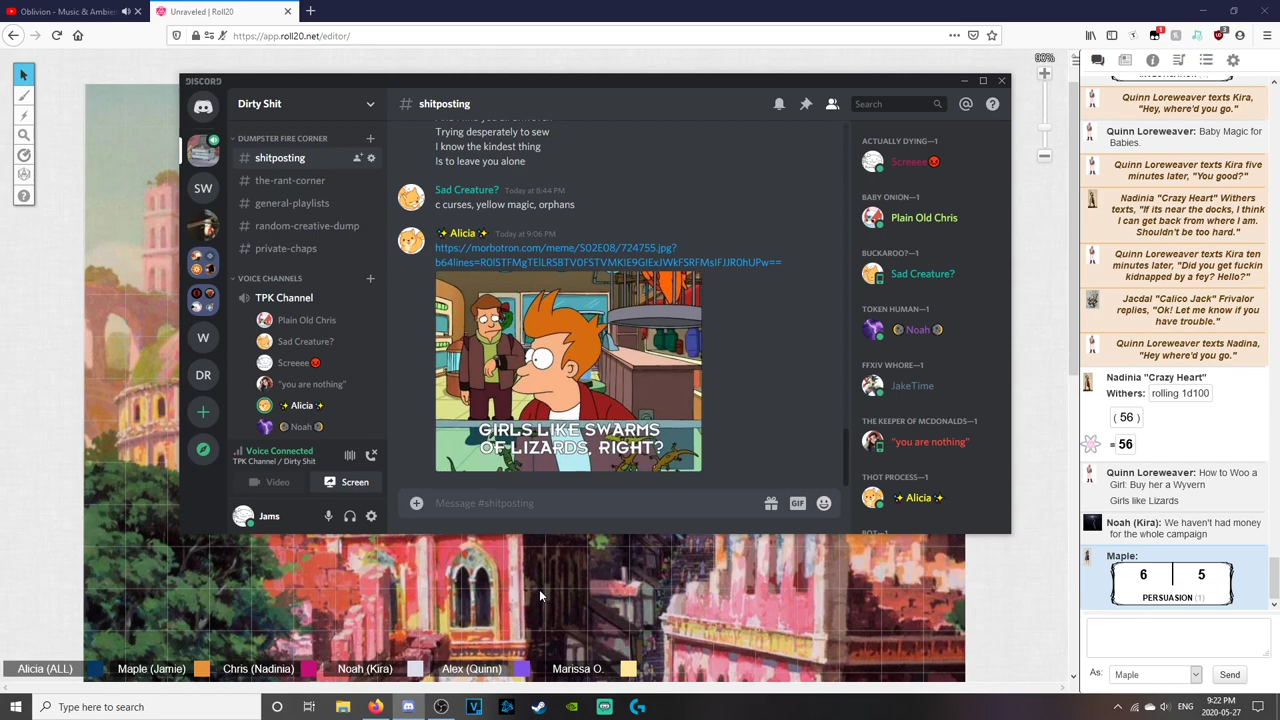 Oblivion - Music & Ambien
Unraveled | Roll20
https://app.roll20.net/editor/
90%
DISCORD
Dirty Shit
# shitposting
Search
DUMPSTER FIRE CORNER
# shitposting
# the-rant-corner
# general-playlists
# random-creative-dump
# private-chaps
VOICE CHANNELS
TPK Channel
Plain Old Chris
Sad Creature?
Screeee
"you are nothing"
Alicia
Noah
Voice Connected
TPK Channel / Dirty Shit
Video
Screen
Jams
SW
W
DR
Trying desperately to sew
I know the kindest thing
Is to leave you alone
Sad Creature? Today at 8:44 PM
c curses, yellow magic, orphans
Alicia Today at 9:06 PM
https://morbotron.com/meme/S02E08/724755.jpg?
GIRLS LIKE SWARMS
OF LIZARDS, RIGHT?
Message #shitposting
GIF
ACTUALLY DYING—1
Screeee
BABY ONION—1
Plain Old Chris
BUCKAROO?—1
Sad Creature?
TOKEN HUMAN—1
Noah
FFXIV WHORE—1
JakeTime
THE KEEPER OF MCDONALDS—1
"you are nothing"
THOT PROCESS—1
Alicia
Quinn Loreweaver texts Kira,
"Hey, where'd you go."
Quinn Loreweaver: Baby Magic for
Babies.
Quinn Loreweaver texts Kira five
minutes later, "You good?"
Nadinia "Crazy Heart" Withers
texts, "If its near the docks, I think
I can get back from where I am.
Shouldn't be too hard."
Quinn Loreweaver texts Kira ten
minutes later, "Did you get fuckin
kidnapped by a fey? Hello?"
Jacdal "Calico Jack" Frivalor
replies, "Ok! Let me know if you
have trouble."
Quinn Loreweaver texts Nadina,
"Hey where'd you go."
Nadinia "Crazy Heart"
Withers: rolling 1d100
( 56 )
= 56
Quinn Loreweaver: How to Woo a
Girl: Buy her a Wyvern
Girls like Lizards
Noah (Kira): We haven't had money
for the whole campaign
Maple:
6 5
PERSUASION (1)
As: Maple
Send
Alicia (ALL)
Maple (Jamie)
Chris (Nadinia)
Noah (Kira)
Alex (Quinn)
Marissa O.
Type here to search
ENG
9:22 PM
2020-05-27